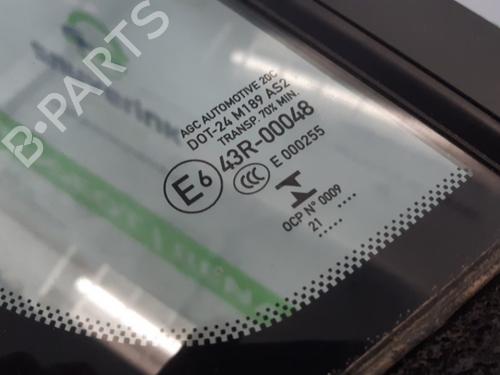 AGC AUTOMOTIVE 20C
DOT-24 M189 AS2
TRANSP. 70% MIN.
E6 43R-00048
CCC E 000255
OCP N° 0009
21
.....
B-PARTS